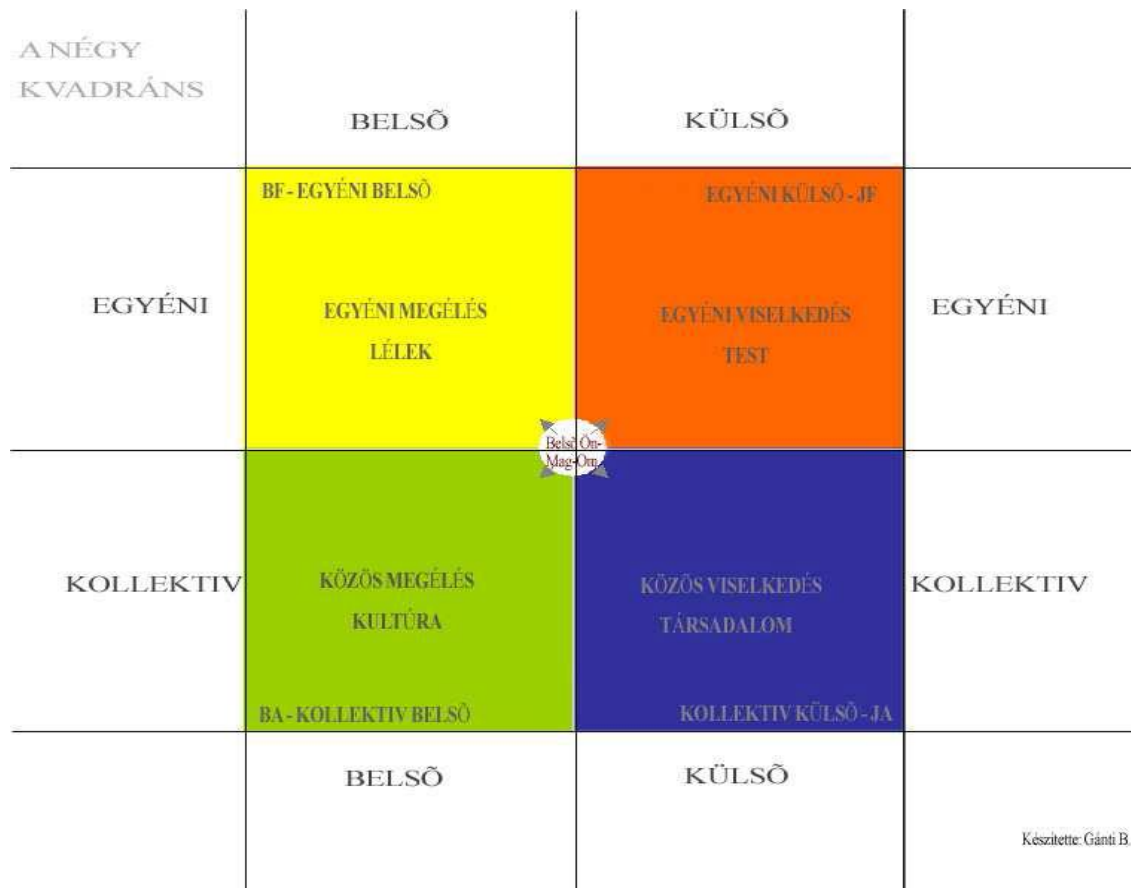 A NÉGY
KVADRÁNS
BELSÕ
KÜLSÕ
BF - EGYÉNI BELSÕ
EGYÉNI KÜLSÕ - JF
EGYÉNI
EGYÉNI MEGÉLÉS
LÉLEK
EGYÉNI VISELKEDÉS
TEST
EGYÉNI
Belsõ Ön-
Mag-Om
KOLLEKTIV
KÖZÖS MEGÉLÉS
KULTÚRA
KÖZÖS VISELKEDÉS
TÁRSADALOM
KOLLEKTIV
BA - KOLLEKTIV BELSÕ
KOLLEKTIV KÜLSÕ - JA
BELSÕ
KÜLSÕ
Készítette: Gánti B.